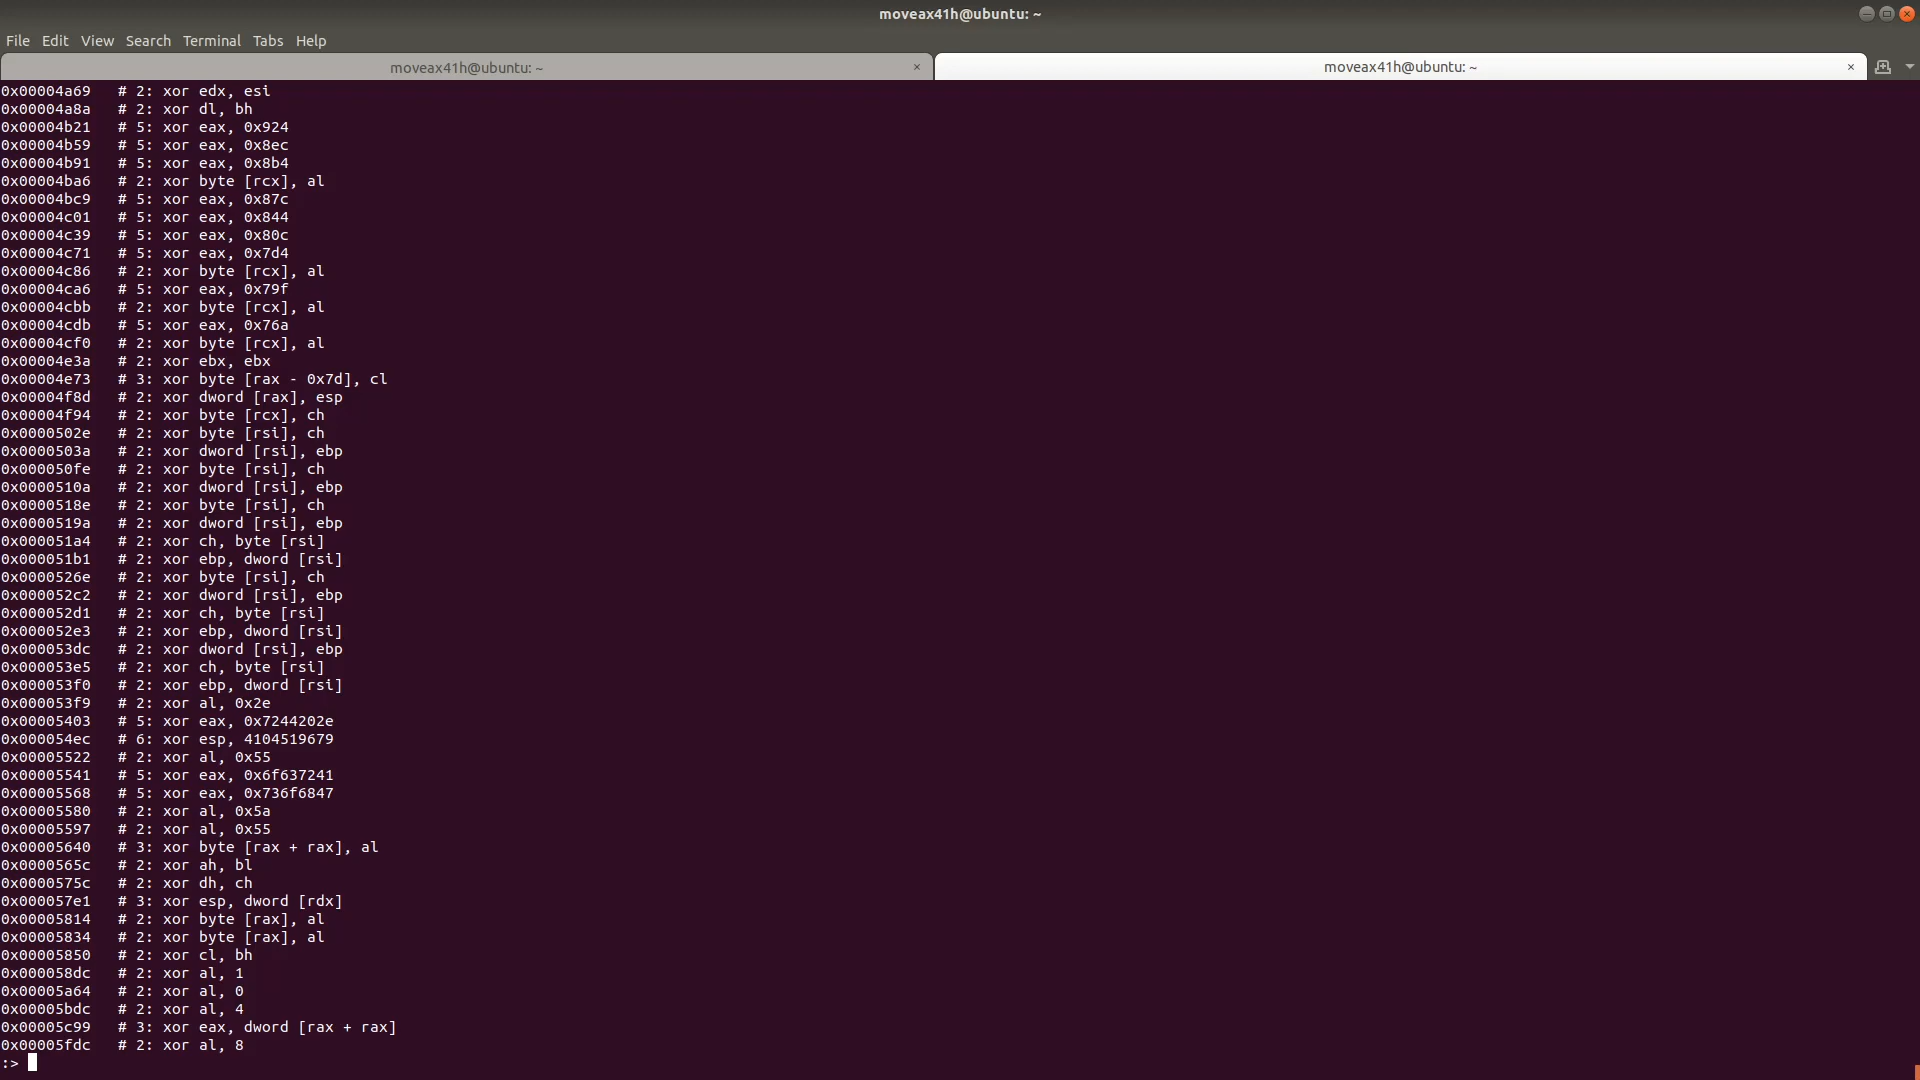 moveax41h@ubuntu: ~
File Edit View Search Terminal Tabs Help
moveax41h@ubuntu: ~ × moveax41h@ubuntu: ~ ×
0x00004a69   # 2: xor edx, esi
0x00004a8a   # 2: xor dl, bh
0x00004b21   # 5: xor eax, 0x924
0x00004b59   # 5: xor eax, 0x8ec
0x00004b91   # 5: xor eax, 0x8b4
0x00004ba6   # 2: xor byte [rcx], al
0x00004bc9   # 5: xor eax, 0x87c
0x00004c01   # 5: xor eax, 0x844
0x00004c39   # 5: xor eax, 0x80c
0x00004c71   # 5: xor eax, 0x7d4
0x00004c86   # 2: xor byte [rcx], al
0x00004ca6   # 5: xor eax, 0x79f
0x00004cbb   # 2: xor byte [rcx], al
0x00004cdb   # 5: xor eax, 0x76a
0x00004cf0   # 2: xor byte [rcx], al
0x00004e3a   # 2: xor ebx, ebx
0x00004e73   # 3: xor byte [rax - 0x7d], cl
0x00004f8d   # 2: xor dword [rax], esp
0x00004f94   # 2: xor byte [rcx], ch
0x0000502e   # 2: xor byte [rsi], ch
0x0000503a   # 2: xor dword [rsi], ebp
0x000050fe   # 2: xor byte [rsi], ch
0x0000510a   # 2: xor dword [rsi], ebp
0x0000518e   # 2: xor byte [rsi], ch
0x0000519a   # 2: xor dword [rsi], ebp
0x000051a4   # 2: xor ch, byte [rsi]
0x000051b1   # 2: xor ebp, dword [rsi]
0x0000526e   # 2: xor byte [rsi], ch
0x000052c2   # 2: xor dword [rsi], ebp
0x000052d1   # 2: xor ch, byte [rsi]
0x000052e3   # 2: xor ebp, dword [rsi]
0x000053dc   # 2: xor dword [rsi], ebp
0x000053e5   # 2: xor ch, byte [rsi]
0x000053f0   # 2: xor ebp, dword [rsi]
0x000053f9   # 2: xor al, 0x2e
0x00005403   # 5: xor eax, 0x7244202e
0x000054ec   # 6: xor esp, 4104519679
0x00005522   # 2: xor al, 0x55
0x00005541   # 5: xor eax, 0x6f637241
0x00005568   # 5: xor eax, 0x736f6847
0x00005580   # 2: xor al, 0x5a
0x00005597   # 2: xor al, 0x55
0x00005640   # 3: xor byte [rax + rax], al
0x0000565c   # 2: xor ah, bl
0x0000575c   # 2: xor dh, ch
0x000057e1   # 3: xor esp, dword [rdx]
0x00005814   # 2: xor byte [rax], al
0x00005834   # 2: xor byte [rax], al
0x00005850   # 2: xor cl, bh
0x000058dc   # 2: xor al, 1
0x00005a64   # 2: xor al, 0
0x00005bdc   # 2: xor al, 4
0x00005c99   # 3: xor eax, dword [rax + rax]
0x00005fdc   # 2: xor al, 8
:>